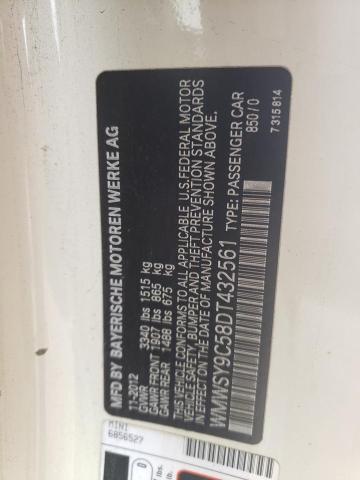 MFD BY BAYERISCHE MOTOREN WERKE AG
11-2012
GVWR 3340 lbs 1515 kg
GAWR-FRONT 1907 lbs 865 kg
GAWR-REAR 1488 lbs 675 kg
THIS VEHICLE CONFORMS TO ALL APPLICABLE U.S.FEDERAL MOTOR
VEHICLE SAFETY, BUMPER AND THEFT PREVENTION STANDARDS
IN EFFECT ON THE DATE OF MANUFACTURE SHOWN ABOVE.
WMWSY9C58DT432561 TYPE: PASSENGER CAR
850/0
7 315 814
MINI
6856527